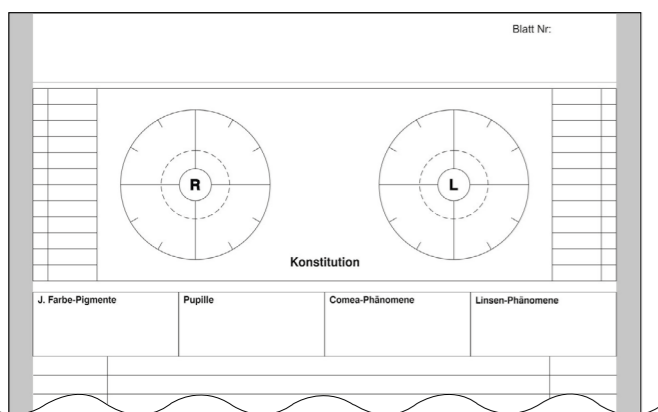 Blatt Nr:
R
L
Konstitution
J. Farbe-Pigmente
Pupille
Comea-Phänomene
Linsen-Phänomene